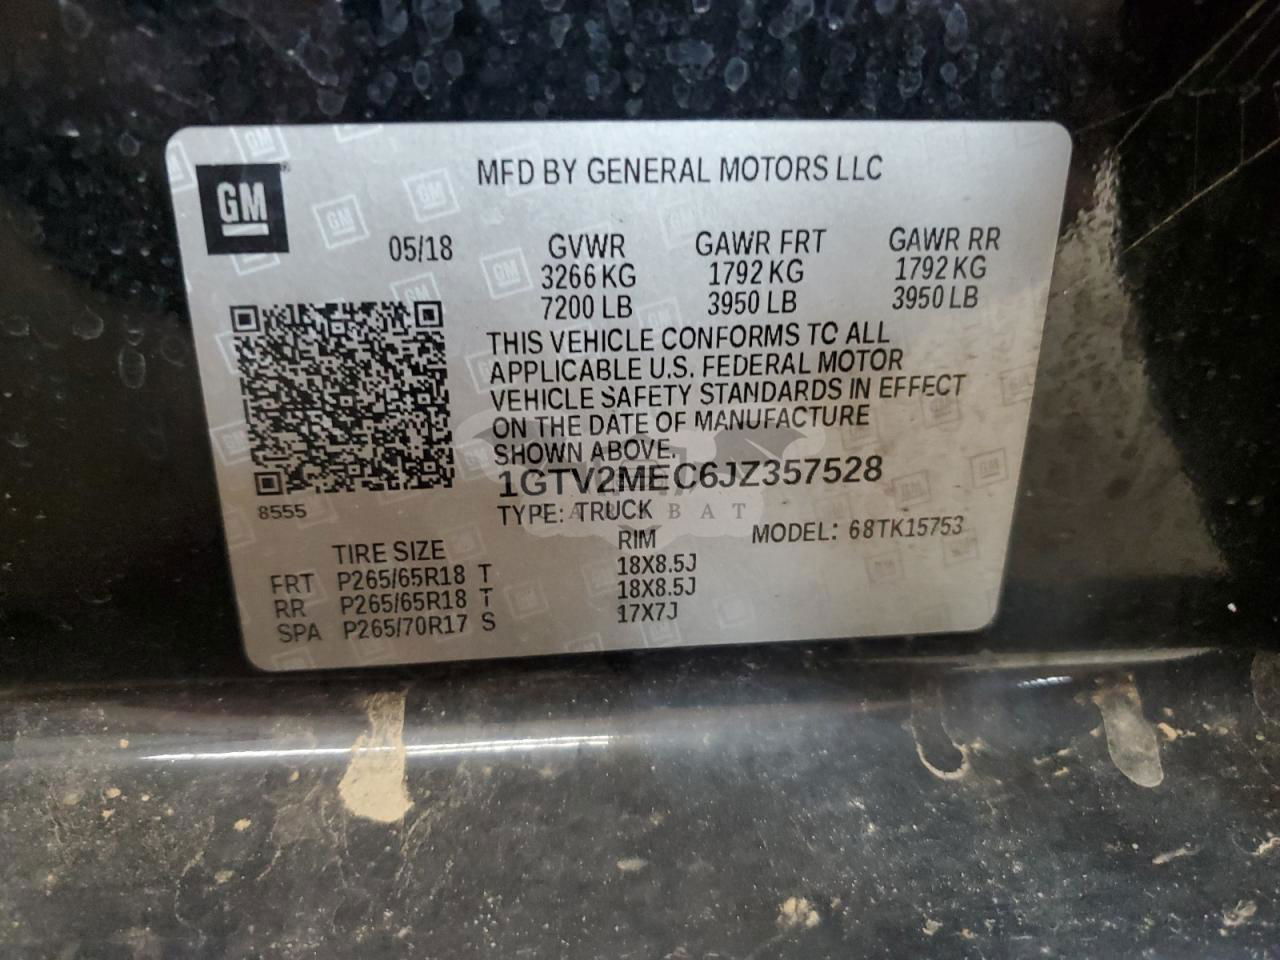 GM
MFD BY GENERAL MOTORS LLC
05/18
GVWR GAWR FRT GAWR RR
3266 KG 1792 KG 1792 KG
7200 LB 3950 LB 3950 LB
THIS VEHICLE CONFORMS TO ALL
APPLICABLE U.S. FEDERAL MOTOR
VEHICLE SAFETY STANDARDS IN EFFECT
ON THE DATE OF MANUFACTURE
SHOWN ABOVE.
1GTV2MEC6JZ357528
8555
TYPE: TRUCK
MODEL: 68TK15753
TIRE SIZE RIM
FRT P265/65R18 T 18X8.5J
RR P265/65R18 T 18X8.5J
SPA P265/70R17 S 17X7J